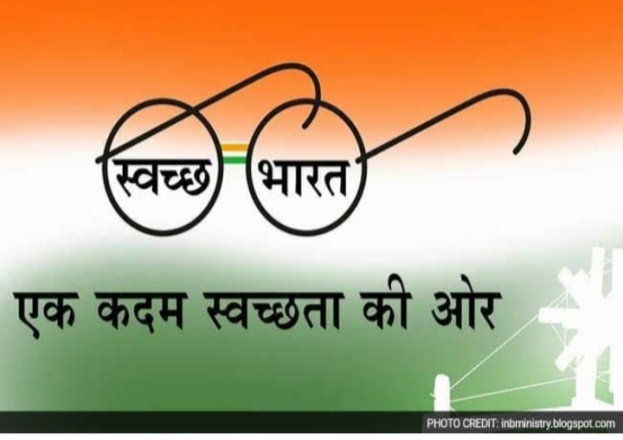 स्वच्छ भारत
एक कदम स्वच्छता की ओर
PHOTO CREDIT: inbministry.blogspot.com